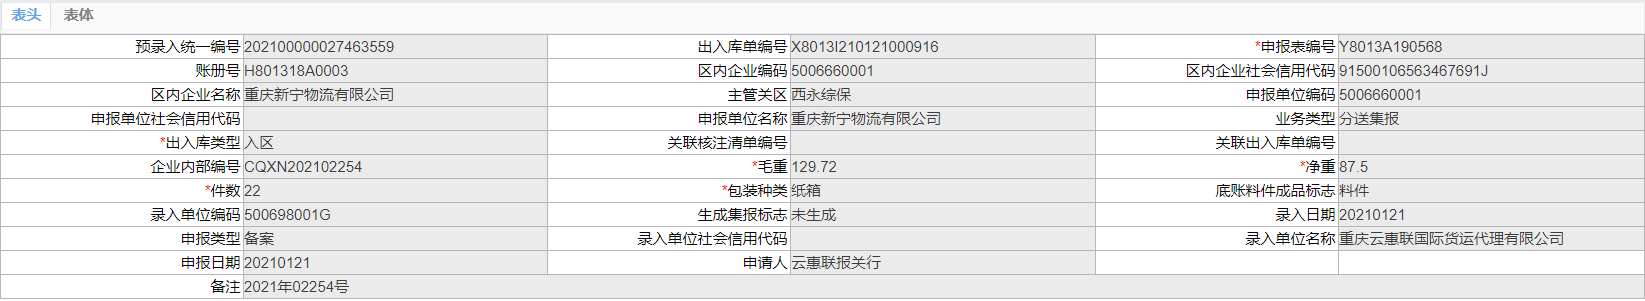 表头 表体
预录入统一编号 202100000027463559 出入库单编号 X8013I210121000916 *申报表编号 Y8013A190568
账册号 H801318A0003 区内企业编码 5006660001 区内企业社会信用代码 91500106563467691J
区内企业名称 重庆新宁物流有限公司 主管关区 西永综保 申报单位编码 5006660001
申报单位社会信用代码 申报单位名称 重庆新宁物流有限公司 业务类型 分送集报
*出入库类型 入区 关联核注清单编号 关联出入库单编号
企业内部编号 CQXN202102254 *毛重 129.72 *净重 87.5
*件数 22 *包装种类 纸箱 底账料件成品标志 料件
录入单位编码 500698001G 生成集报标志 未生成 录入日期 20210121
申报类型 备案 录入单位社会信用代码 录入单位名称 重庆云惠联国际货运代理有限公司
申报日期 20210121 申请人 云惠联报关行
备注 2021年02254号